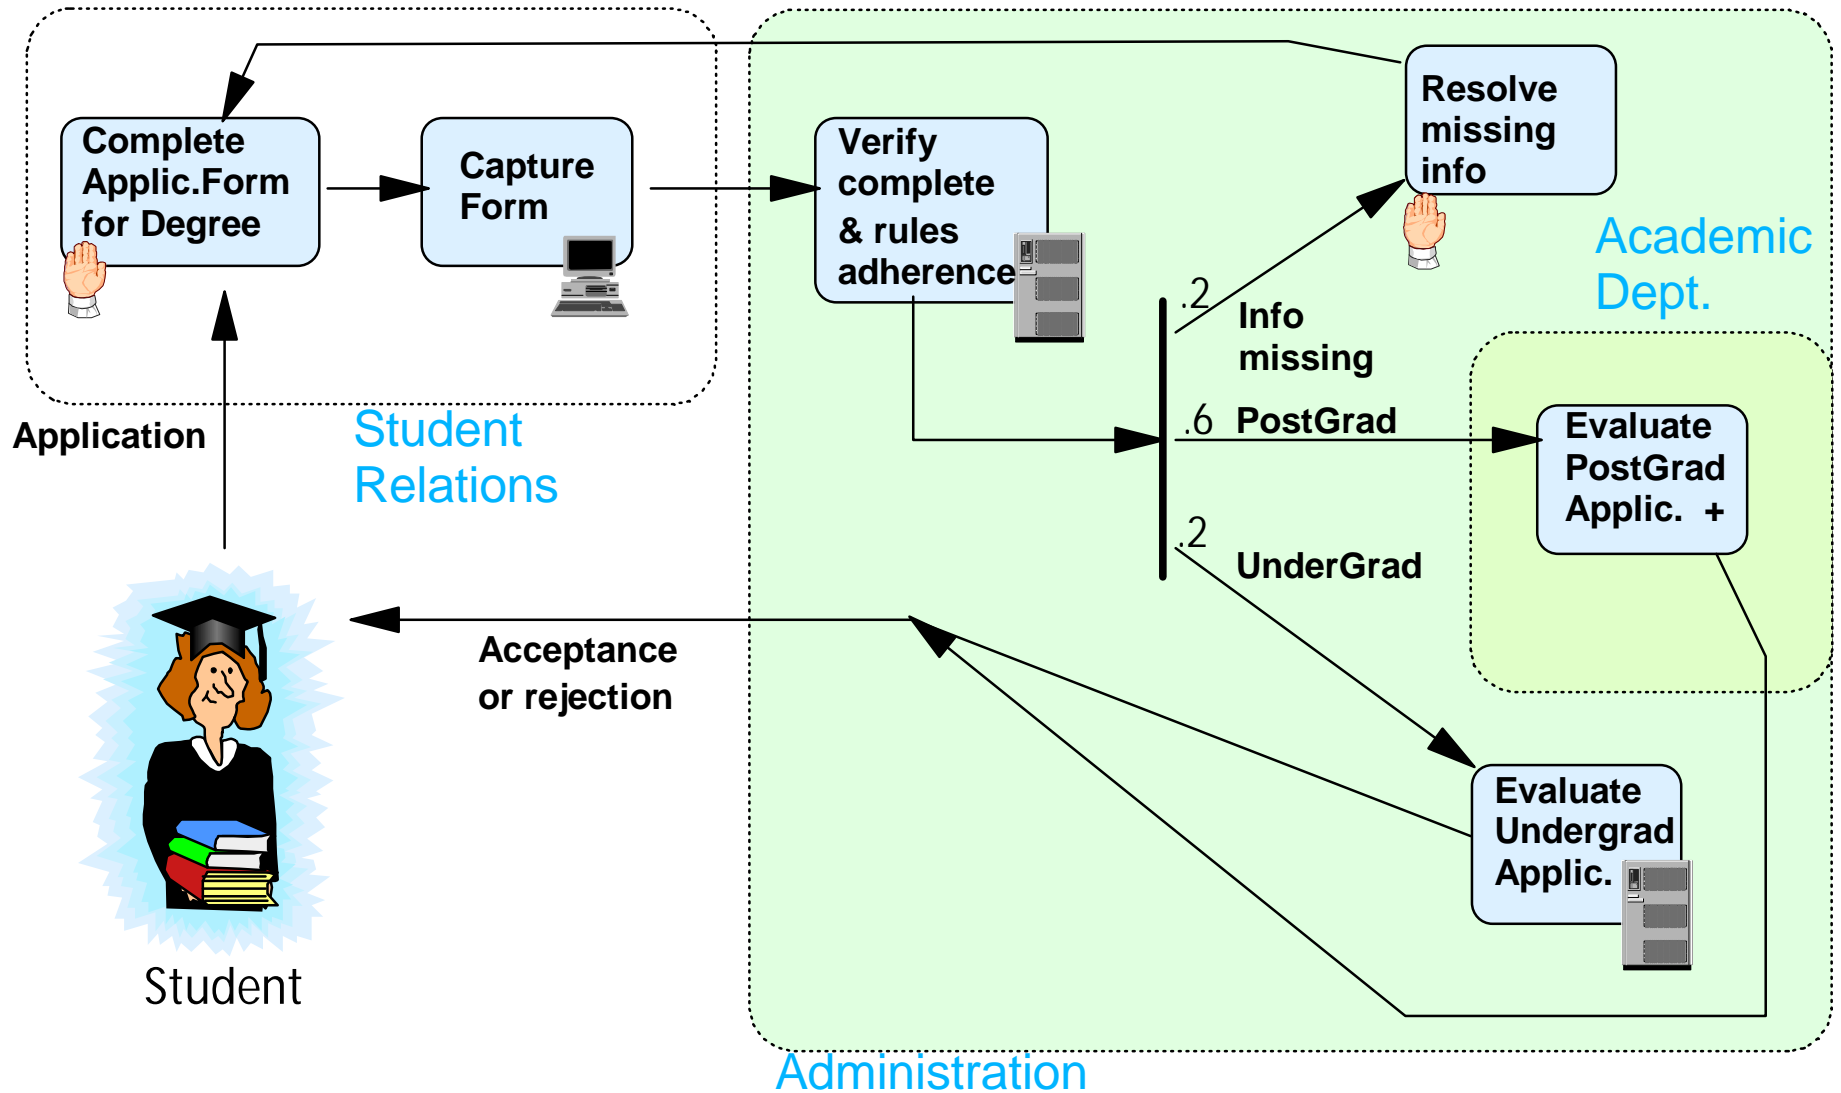 Complete
Applic.Form
for Degree
Capture
Form
Verify
complete
& rules
adherence
Resolve
missing
info
Academic
Dept.
.2
Info
missing
Application
Student
Relations
.6
PostGrad
Evaluate
PostGrad
Applic. +
.2
UnderGrad
Acceptance
or rejection
Evaluate
Undergrad
Applic.
Student
Administration